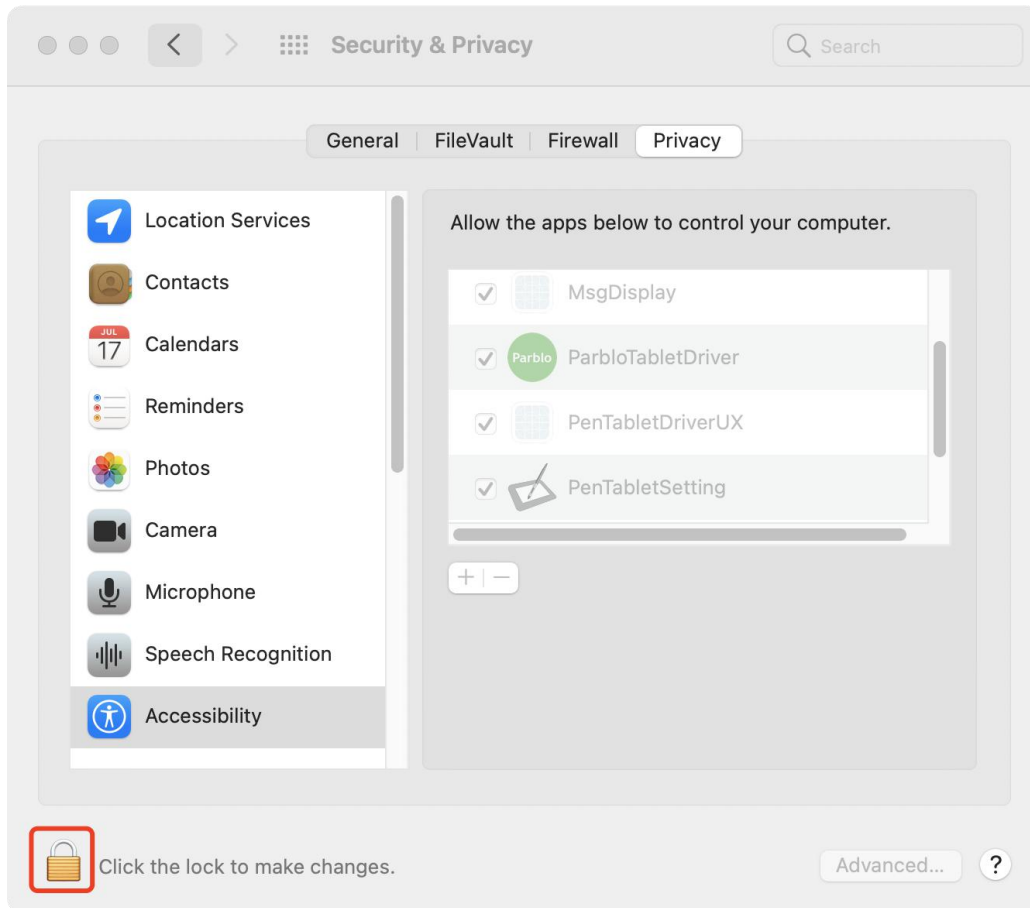 Security & Privacy
Search
General FileVault Firewall Privacy
Location Services
Contacts
JUL
17
Calendars
Reminders
Photos
Camera
Microphone
Speech Recognition
Accessibility
Allow the apps below to control your computer.
MsgDisplay
Parblo ParbloTabletDriver
PenTabletDriverUX
PenTabletSetting
Click the lock to make changes.
Advanced...
?